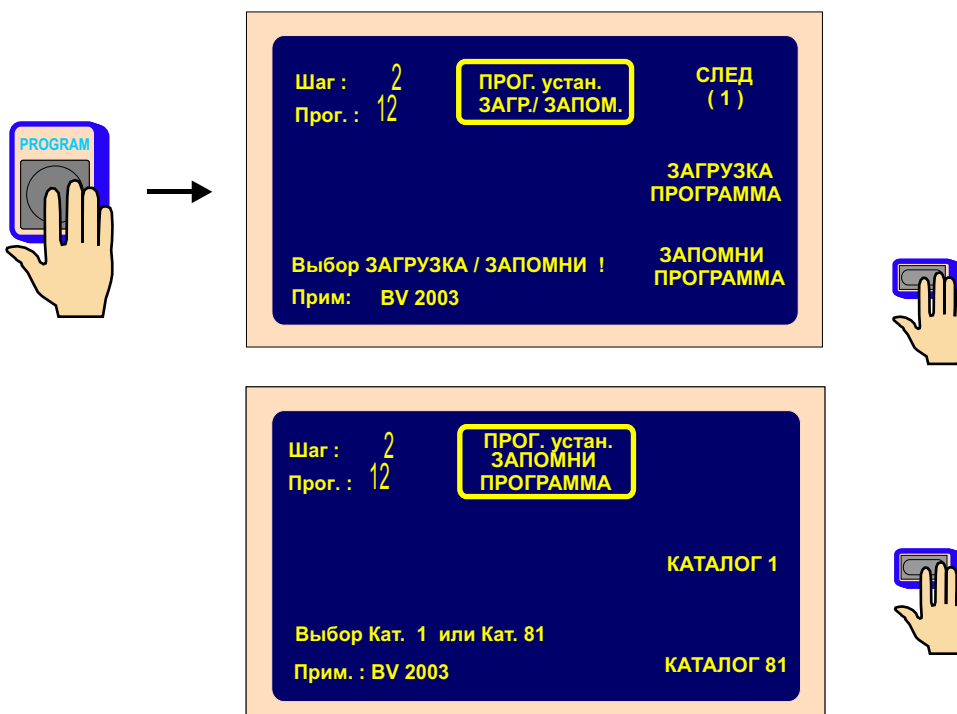 PROGRAM
Шаг : 2
Прог. : 12
ПРОГ. устан.
ЗАГР./ ЗАПОМ.
СЛЕД
( 1 )
ЗАГРУЗКА
ПРОГРАММА
ЗАПОМНИ
ПРОГРАММА
Выбор ЗАГРУЗКА / ЗАПОМНИ !
Прим: BV 2003
Шаг : 2
Прог. : 12
ПРОГ. устан.
ЗАПОМНИ
ПРОГРАММА
КАТАЛОГ 1
Выбор Кат. 1 или Кат. 81
Прим. : BV 2003
КАТАЛОГ 81